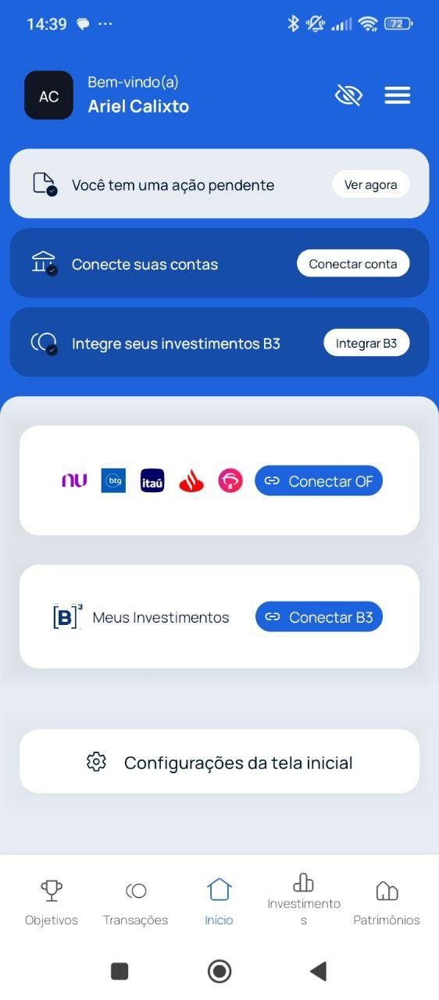 14:39
72
AC
Bem-vindo(a)
Ariel Calixto
Você tem uma ação pendente
Ver agora
Conecte suas contas
Conectar conta
Integre seus investimentos B3
Integrar B3
nu btg itaú
Conectar OF
[B]³
Meus Investimentos
Conectar B3
Configurações da tela inicial
Objetivos
Transações
Início
Investimento
s
Patrimônios